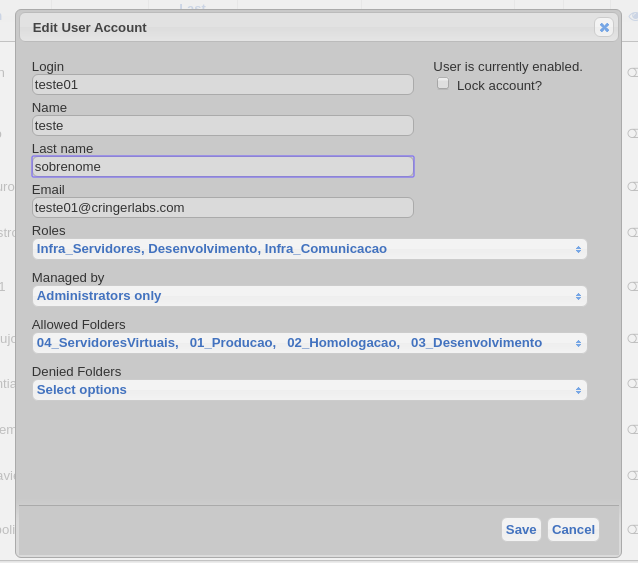 Last
Edit User Account
Login
User is currently enabled.
teste01
Lock account?
Name
teste
Last name
sobrenome
Email
teste01@cringerlabs.com
Roles
Infra_Servidores, Desenvolvimento, Infra_Comunicacao
Managed by
Administrators only
Allowed Folders
04_ServidoresVirtuais, 01_Producao, 02_Homologacao, 03_Desenvolvimento
Denied Folders
Select options
Save Cancel